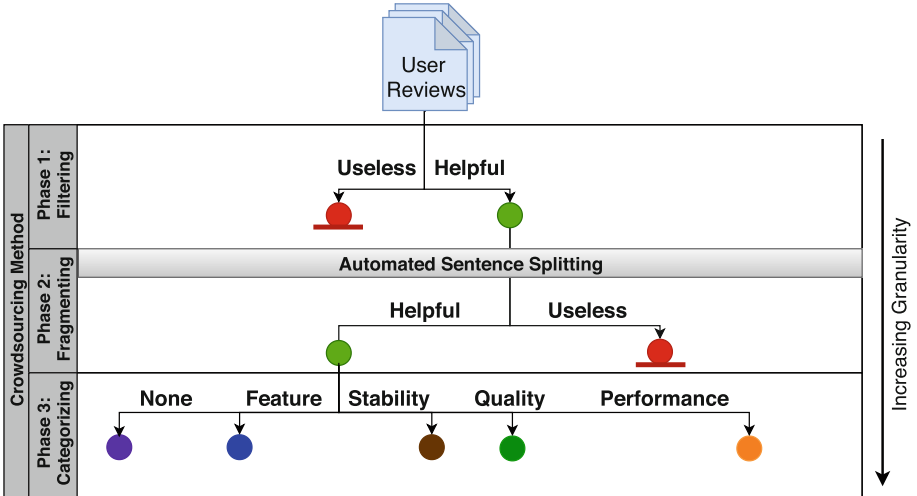 User
Reviews
Crowdsourcing Method
Phase 1:
Filtering
Useless
Helpful
Increasing Granularity
Automated Sentence Splitting
Phase 2:
Fragmenting
Helpful
Useless
Phase 3:
Categorizing
None
Feature
Stability
Quality
Performance